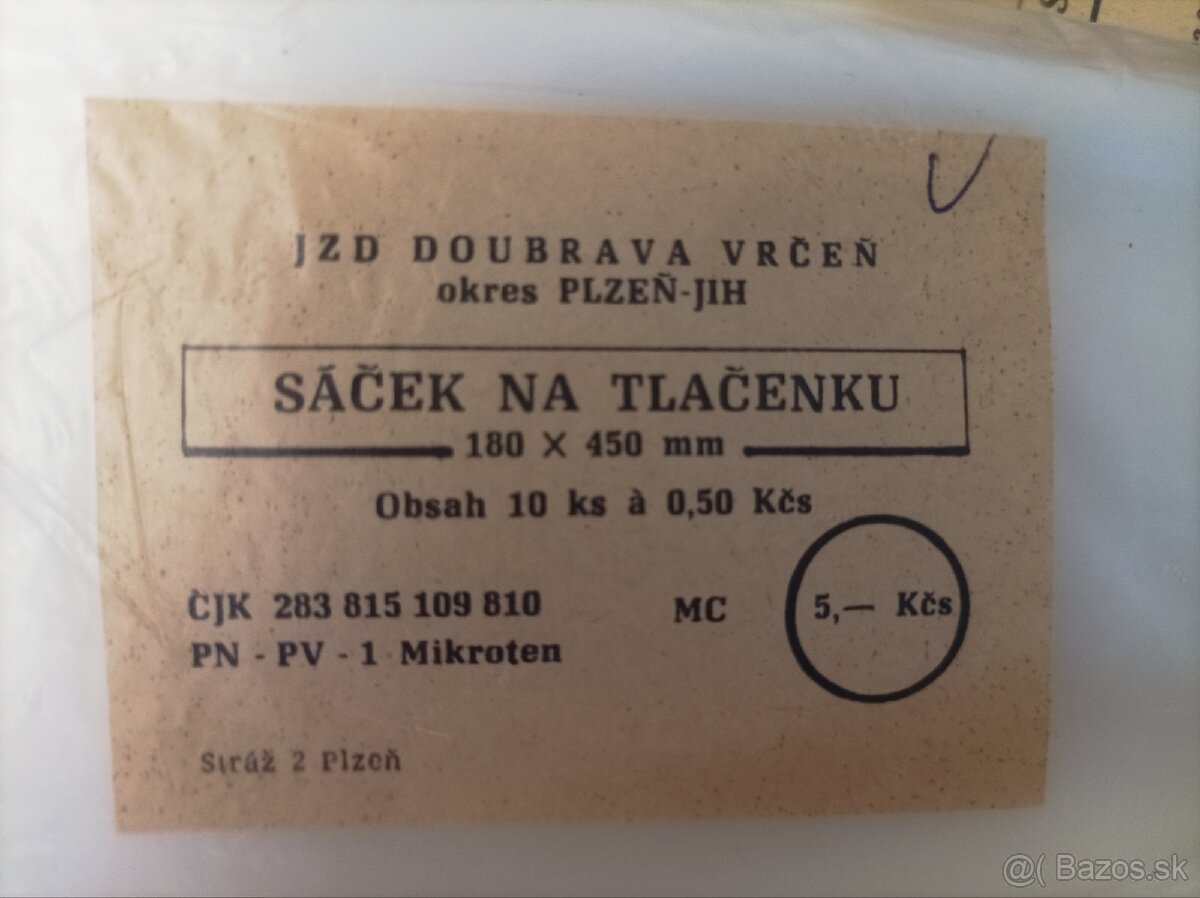 JZD DOUBRAVA VRČEŇ
okres PLZEŇ-JIH
SÁČEK NA TLAČENKU
180 X 450 mm
Obsah 10 ks à 0,50 Kčs
ČJK 283 815 109 810
MC 5,— Kčs
PN - PV - 1 Mikroten
Stráž 2 Plzeň
@( Bazos.sk